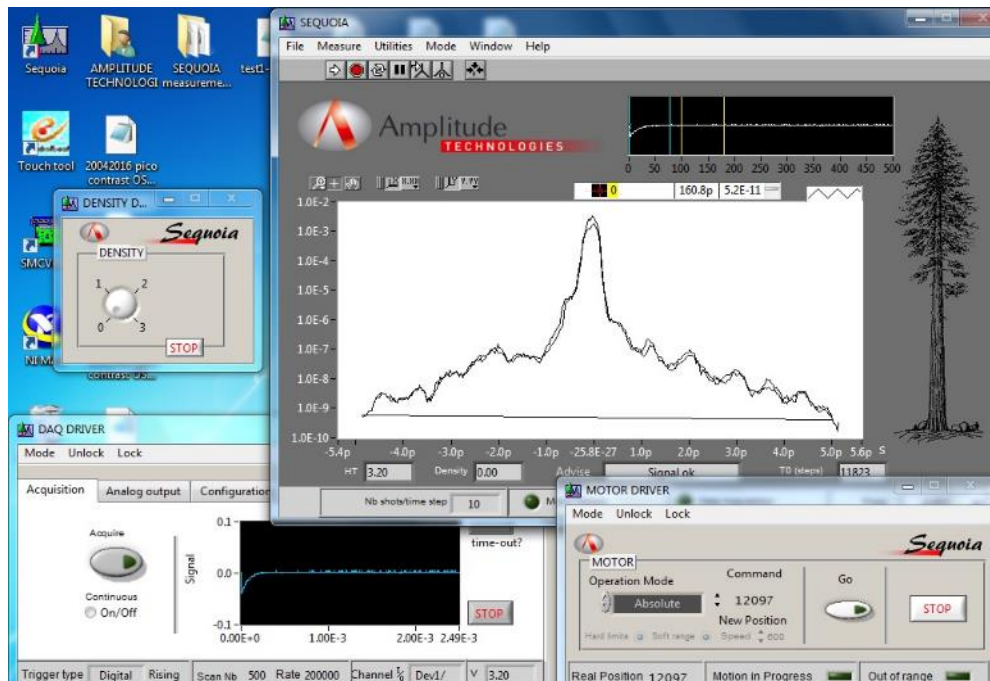 Sequoia
AMPLITUDE
TECHNOLOGI
SEQUOIA
measureme...
test1-
Touch tool
20042016 pico
contrast OS...
SMCV
NI M
contrast OS...
SEQUOIA
File Measure Utilities Mode Window Help
Amplitude
TECHNOLOGIES
0 50 100 150 200 250 300 350 400 450 500
0 160.8p 5.2E-11
1.0E-2
1.0E-3
1.0E-4
1.0E-5
1.0E-6
1.0E-7
1.0E-8
1.0E-9
1.0E-10
-5.4p -4.0p -3.0p -2.0p -1.0p -25.8E-27 1.0p 2.0p 3.0p 4.0p 5.0p 5.6p S
HT 3.20 Density 0.00 Advise Signal ok T0 (steps) 11823
Nb shots/time step 10
DENSITY D...
Sequoia
DENSITY
1 2
0 3
STOP
DAQ DRIVER
Mode Unlock Lock
Acquisition Analog output Configuration
Acquire
Continuous
On/Off
Signal
0.1
0.0
-0.1
0.00E+0 1.00E-3 2.00E-3 2.49E-3
time-out?
STOP
Trigger type Digital Rising Scan Nb 500 Rate 200000 Channel Dev1/ V 3.20
MOTOR DRIVER
Mode Unlock Lock
Sequoia
MOTOR
Operation Mode Command Go
Absolute 12097 STOP
New Position
Hard limits Soft range Speed 600
Real Position 12097 Motion in Progress Out of range